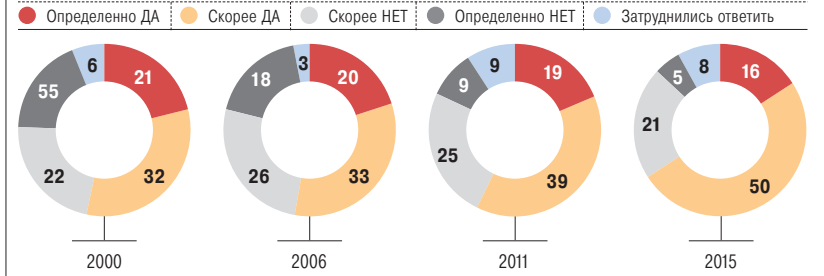 Определенно ДА Скорее ДА Скорее НЕТ Определенно НЕТ Затруднились ответить
6 21 55 22 32
3 20 18 26 33
9 19 9 25 39
8 16 5 21 50
2000 2006 2011 2015